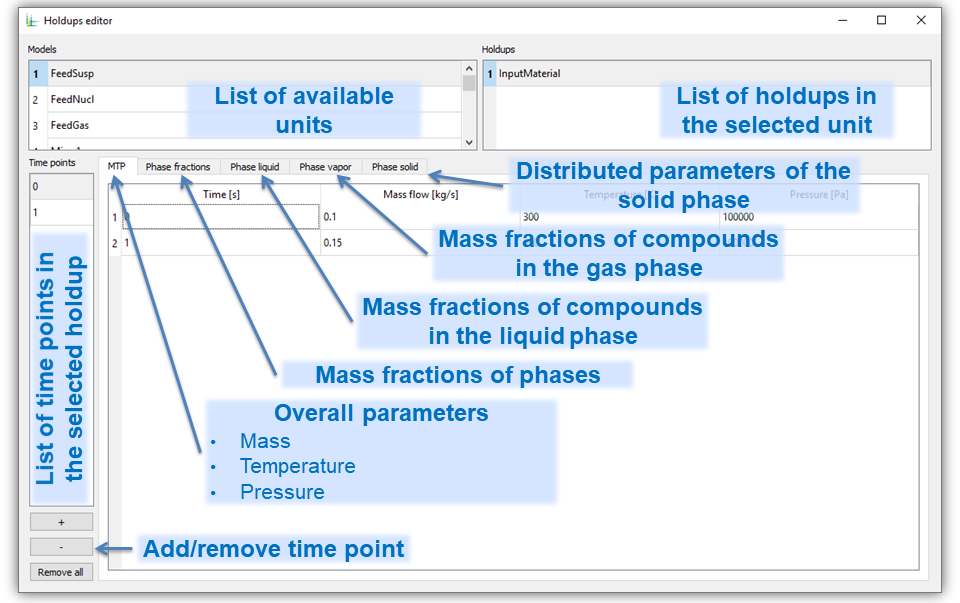 Holdups editor
Models
Holdups
1 FeedSusp
2 FeedNucl
3 FeedGas
1 InputMaterial
List of available
units
List of holdups in
the selected unit
Time points
0
1
MTP Phase fractions Phase liquid Phase vapor Phase solid
Distributed parameters of the
solid phase
Time [s] Mass flow [kg/s] Pressure [Pa]
1 0 0.1 300 100000
2 1 0.15
Mass fractions of compounds
in the gas phase
Mass fractions of compounds
in the liquid phase
Mass fractions of phases
Overall parameters
• Mass
• Temperature
• Pressure
List of time points in
the selected holdup
+
-
Remove all
Add/remove time point